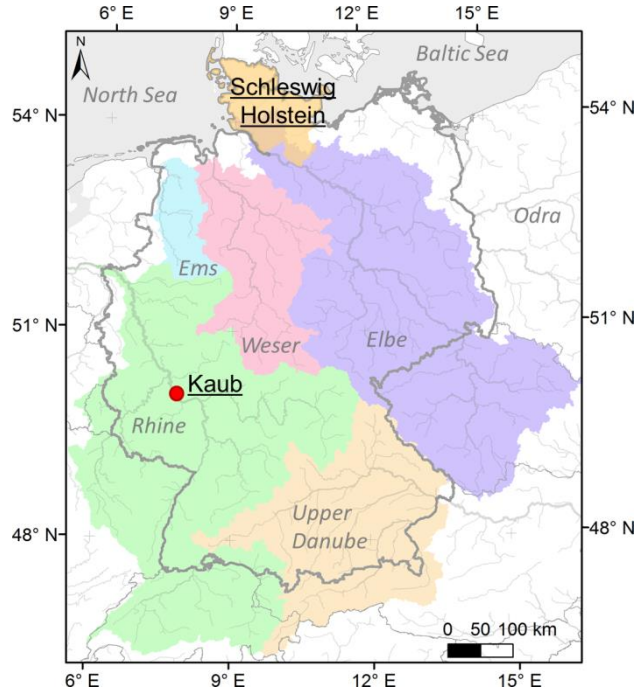 6° E 9° E 12° E 15° E
N
Baltic Sea
North Sea
Schleswig
Holstein
54° N 54° N
Odra
Ems
51° N 51° N
Weser Elbe
Kaub
Rhine
Upper
Danube
48° N 48° N
0 50 100 km
6° E 9° E 12° E 15° E